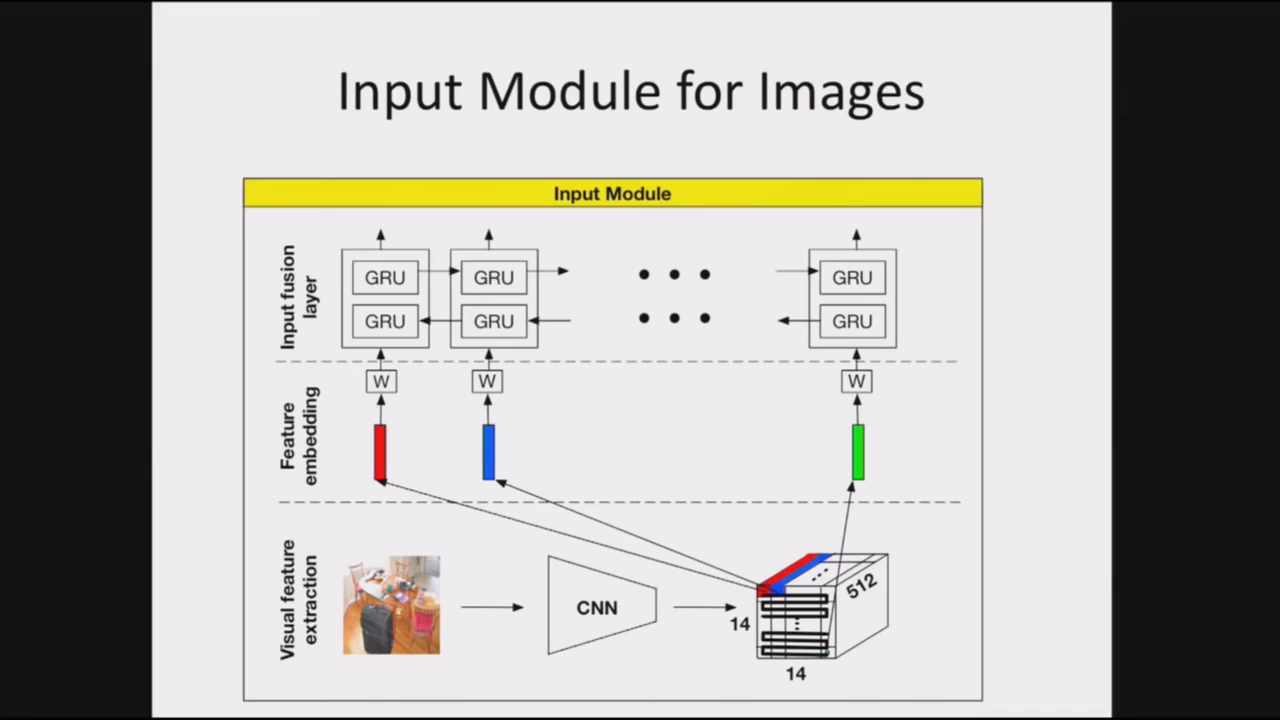 Input Module for Images
Input Module
Input fusion
layer
GRU
GRU
GRU
GRU
GRU
GRU
W
W
W
Feature
embedding
Visual feature
extraction
CNN
14
512
14